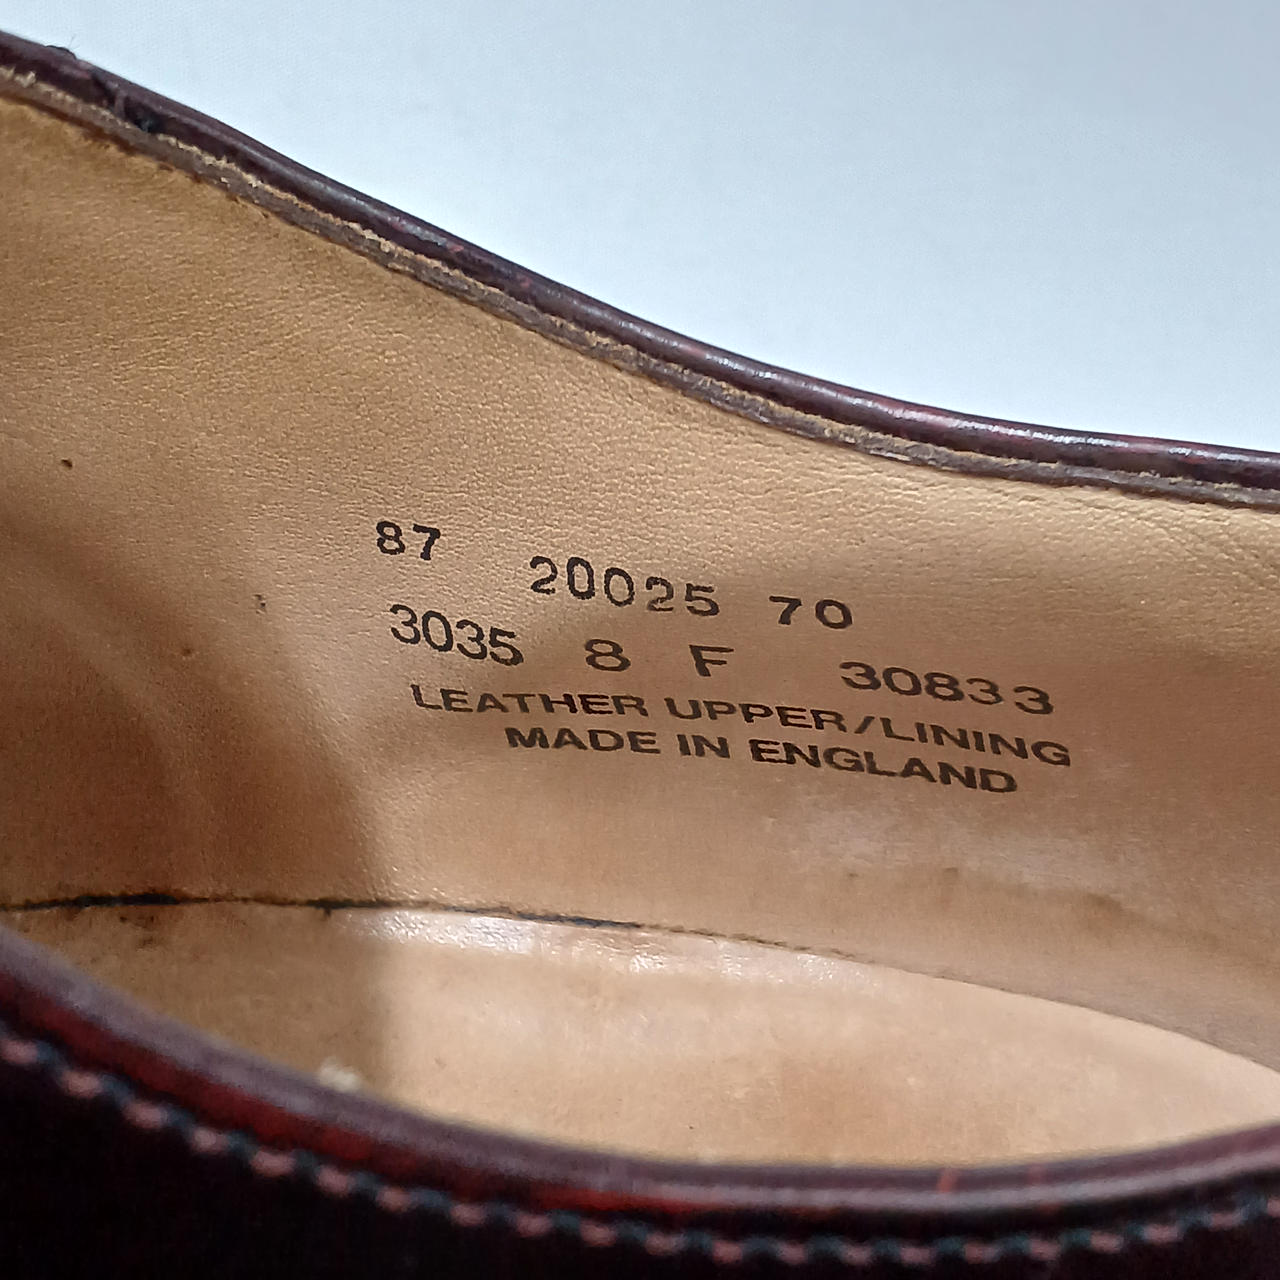 87 20025 70
3035 8 F 30833
LEATHER UPPER/LINING
MADE IN ENGLAND